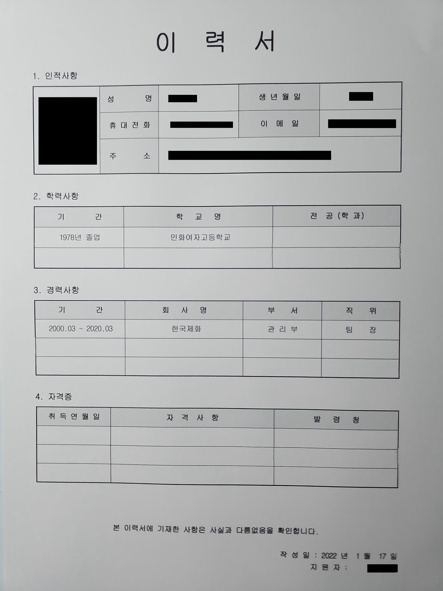 이 력 서
1. 인적사항
성 명 생 년 월 일
휴 대 전 화 이 메 일
주 소
2. 학력사항
기 간 학 교 명 전 공 (학 과)
1978년 졸업 인화여자고등학교
3. 경력사항
기 간 회 사 명 부 서 직 위
2000.03 - 2020.03 한국제화 관 리 부 팀 장
4. 자격증
취 득 연 월 일 자 격 사 항 발 령 청
본 이력서에 기재한 사항은 사실과 다름없음을 확인합니다.
작 성 일 : 2022 년 1 월 17 일
지 원 자 :